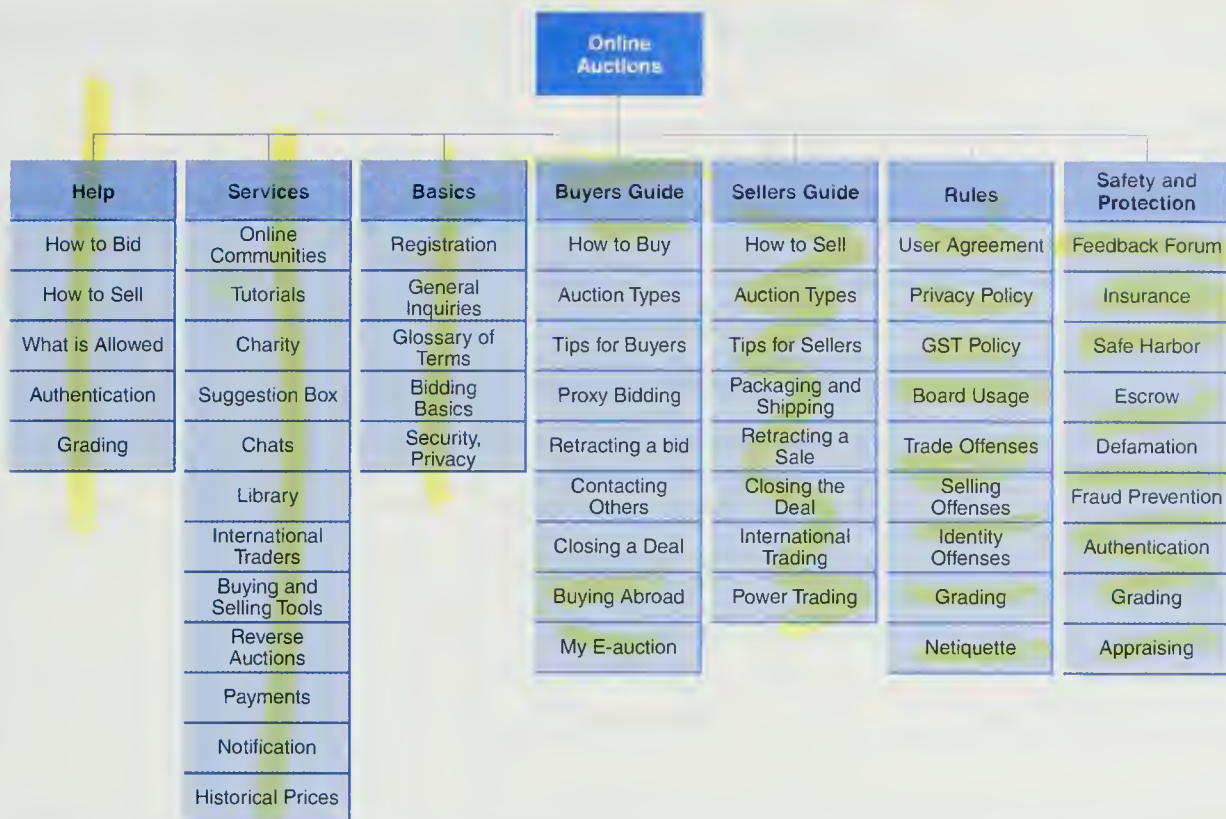 Online
Auctions
Help
How to Bid
How to Sell
What is Allowed
Authentication
Grading
Services
Online
Communities
Tutorials
Charity
Suggestion Box
Chats
Library
International
Traders
Buying and
Selling Tools
Reverse
Auctions
Payments
Notification
Historical Prices
Basics
Registration
General
Inquiries
Glossary of
Terms
Bidding
Basics
Security,
Privacy
Buyers Guide
How to Buy
Auction Types
Tips for Buyers
Proxy Bidding
Retracting a bid
Contacting
Others
Closing a Deal
Buying Abroad
My E-auction
Sellers Guide
How to Sell
Auction Types
Tips for Sellers
Packaging and
Shipping
Retracting a
Sale
Closing the
Deal
International
Trading
Power Trading
Rules
User Agreement
Privacy Policy
GST Policy
Board Usage
Trade Offenses
Selling
Offenses
Identity
Offenses
Grading
Netiquette
Safety and
Protection
Feedback Forum
Insurance
Safe Harbor
Escrow
Defamation
Fraud Prevention
Authentication
Grading
Appraising